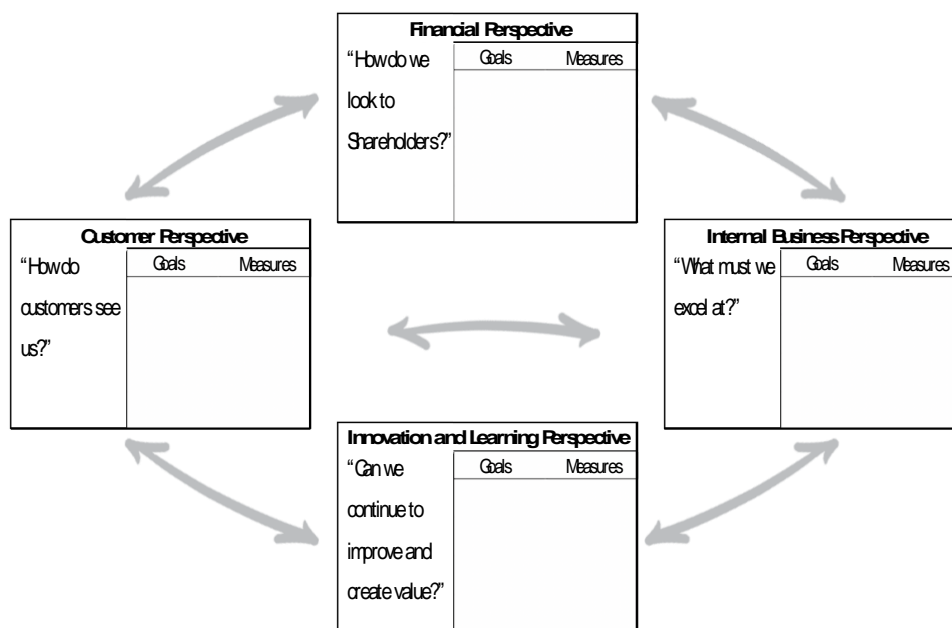 Financial Perspective
"How do we
look to
Shareholders?"
Goals Measures
Customer Perspective
"How do
customers see
us?"
Goals Measures
Internal Business Perspective
"What must we
excel at?"
Goals Measures
Innovation and Learning Perspective
"Can we
continue to
improve and
create value?"
Goals Measures